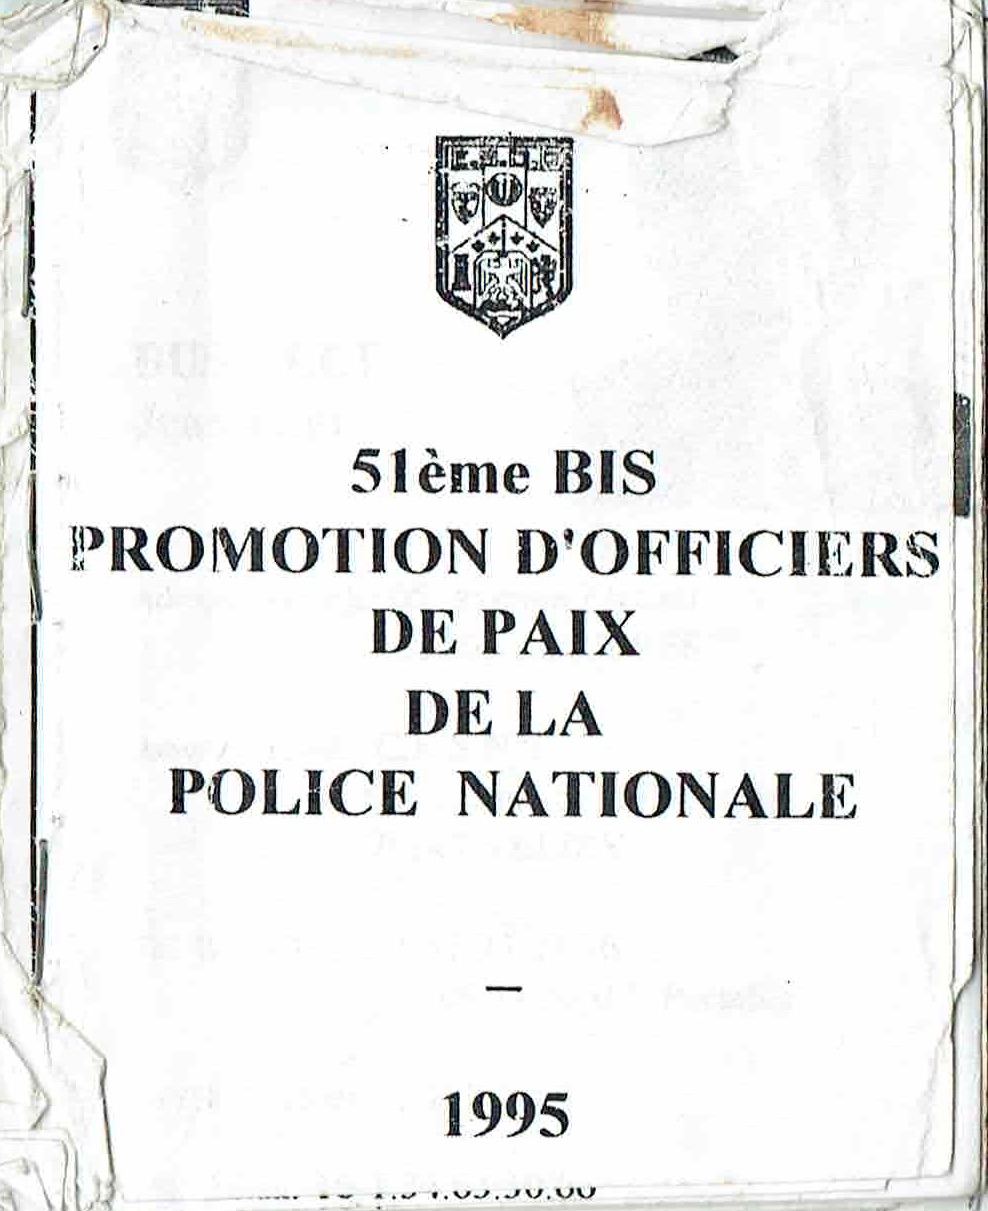 51ème BIS
PROMOTION D'OFFICIERS
DE PAIX
DE LA
POLICE NATIONALE
–
1995